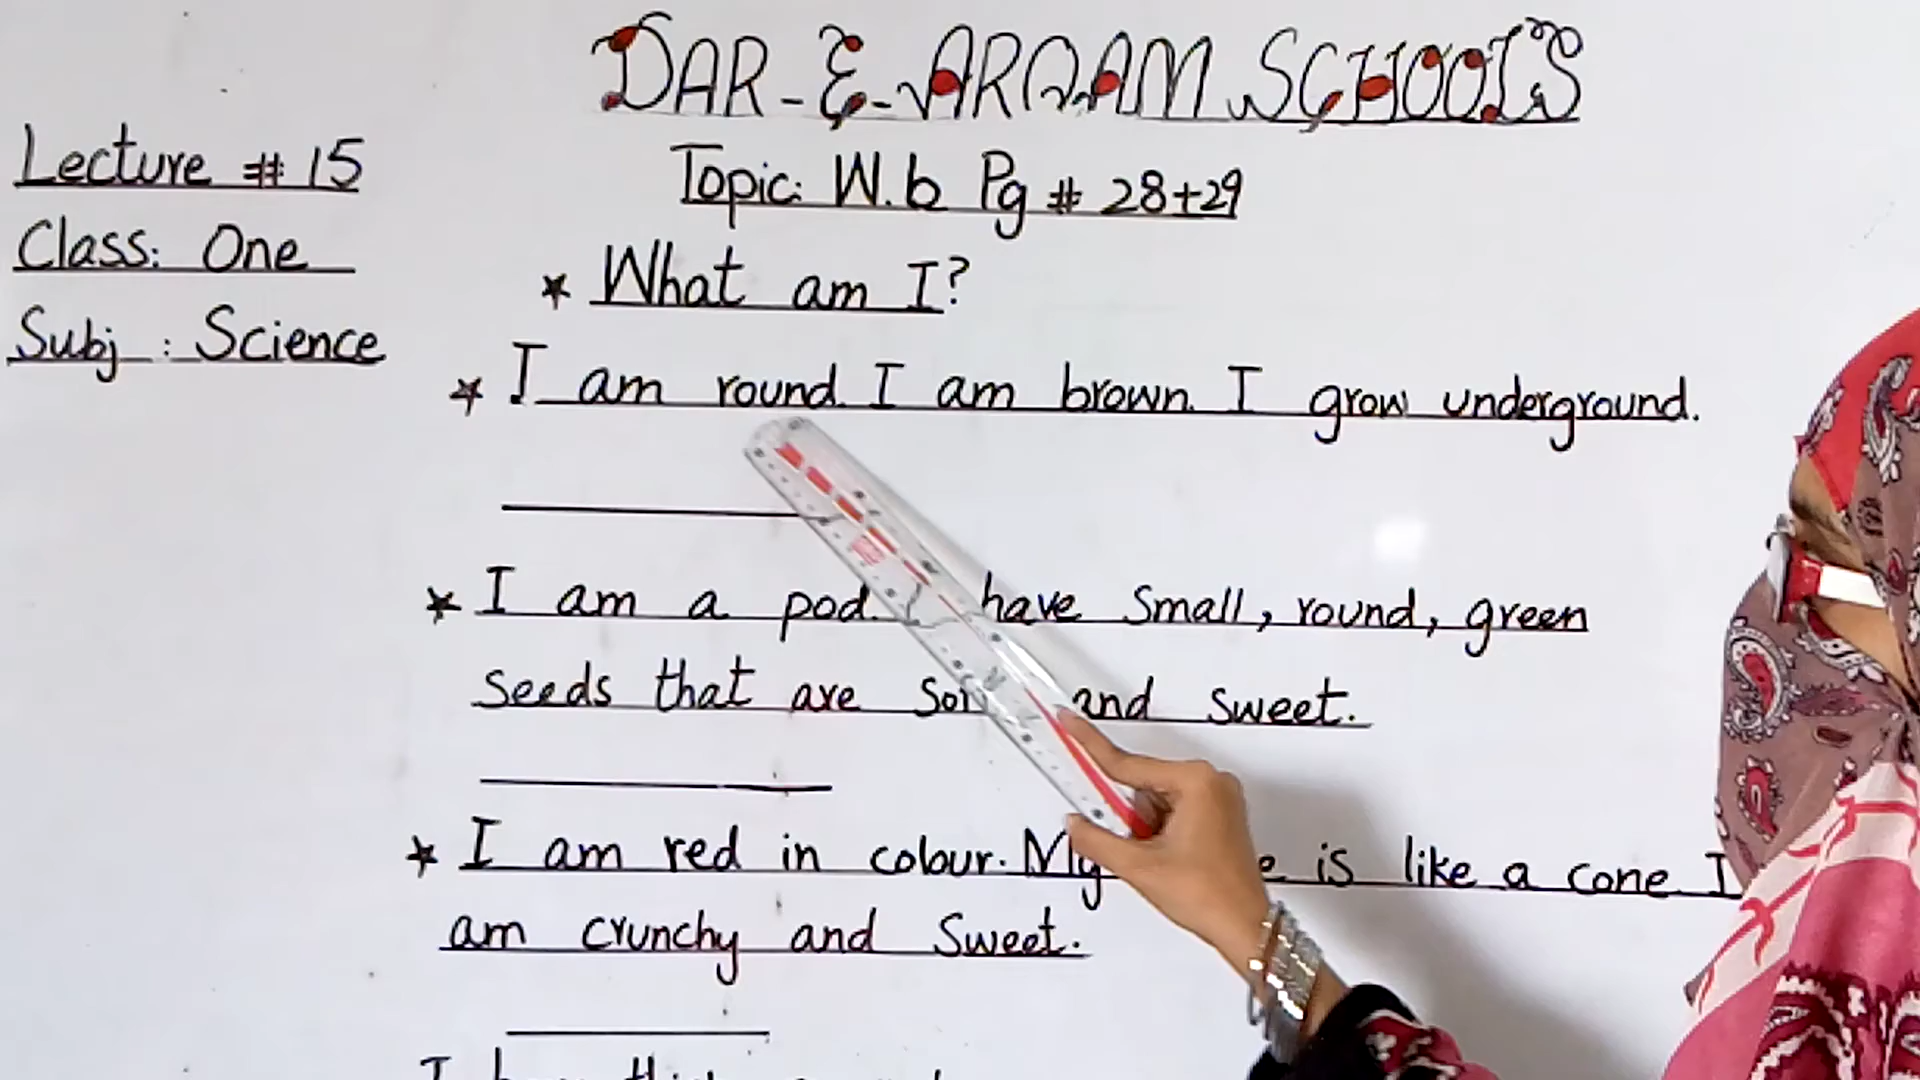 DAR-E-ARQAM SCHOOLS
Lecture # 15
Topic: W.b Pg # 28+29
Class: One
* What am I?
Subj : Science
* I am round. I am brown. I grow underground.
* I am a pod. I have small, round, green
seeds that are and sweet.
* I am red in colour. My is like a cone. I
am crunchy and sweet.
I